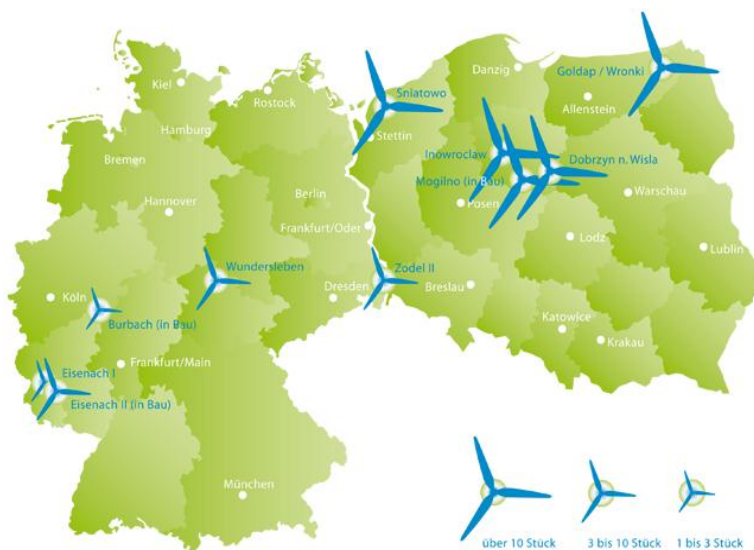 Kiel
Rostock
Hamburg
Bremen
Hannover
Berlin
Frankfurt/Oder
Wundersleben
Dresden
Köln
Burbach (in Bau)
Frankfurt/Main
Eisenach I
Eisenach II (in Bau)
München
Danzig
Goldap / Wronki
Sniatowo
Allenstein
Stettin
Inowroclaw
Dobrzyn n. Wisla
Mogilno (in Bau)
Posen
Warschau
Lodz
Lublin
Zodel II
Breslau
Katowice
Krakau
über 10 Stück
3 bis 10 Stück
1 bis 3 Stück